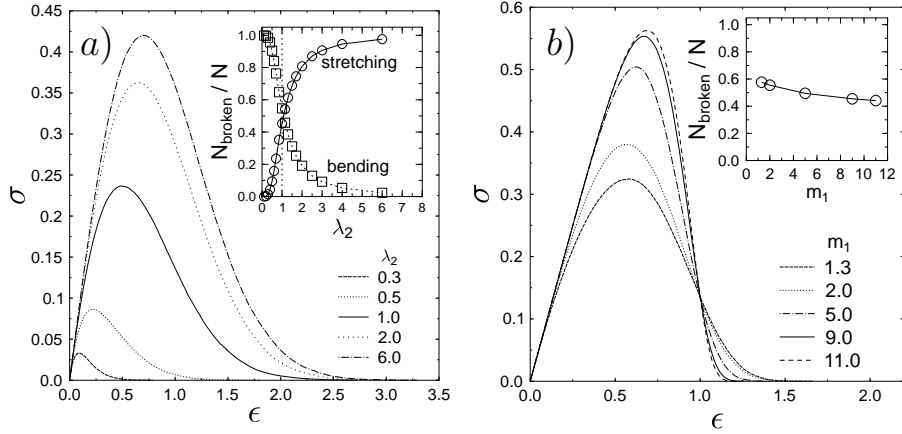 a)
σ
0.45
0.40
0.35
0.30
0.25
0.20
0.15
0.10
0.05
0.0
0.0 0.5 1.0 1.5 2.0 2.5 3.0 3.5
ϵ
N_broken / N
1.0
0.8
0.6
0.4
0.2
0.0
0 1 2 3 4 5 6 7 8
λ₂
stretching
bending
λ₂
0.3
0.5
1.0
2.0
6.0
b)
σ
0.6
0.5
0.4
0.3
0.2
0.1
0.0
0.0 0.5 1.0 1.5 2.0
ϵ
N_broken / N
1.0
0.8
0.6
0.4
0.2
0.0
0 2 4 6 8 10 12
m₁
m₁
1.3
2.0
5.0
9.0
11.0